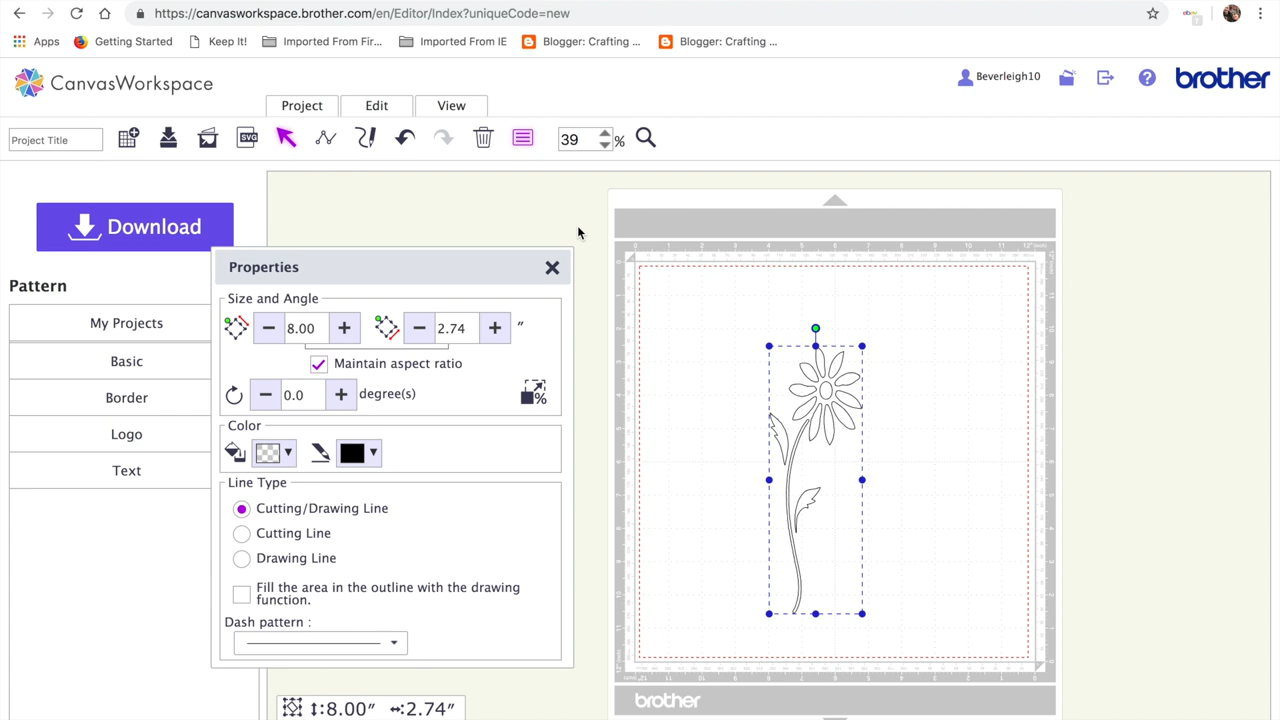 https://canvasworkspace.brother.com/en/Editor/Index?uniqueCode=new
Apps Getting Started Keep It! Imported From Fir... Imported From IE Blogger: Crafting ... Blogger: Crafting ...
CanvasWorkspace
Beverleigh10
brother
Project Edit View
Project Title
SVG
39 %
Download
Pattern
My Projects
Basic
Border
Logo
Text
Properties
Size and Angle
8.00
2.74 ″
Maintain aspect ratio
0.0 degree(s)
%
Color
Line Type
Cutting/Drawing Line
Cutting Line
Drawing Line
Fill the area in the outline with the drawing
function.
Dash pattern :
8.00″ 2.74″
brother